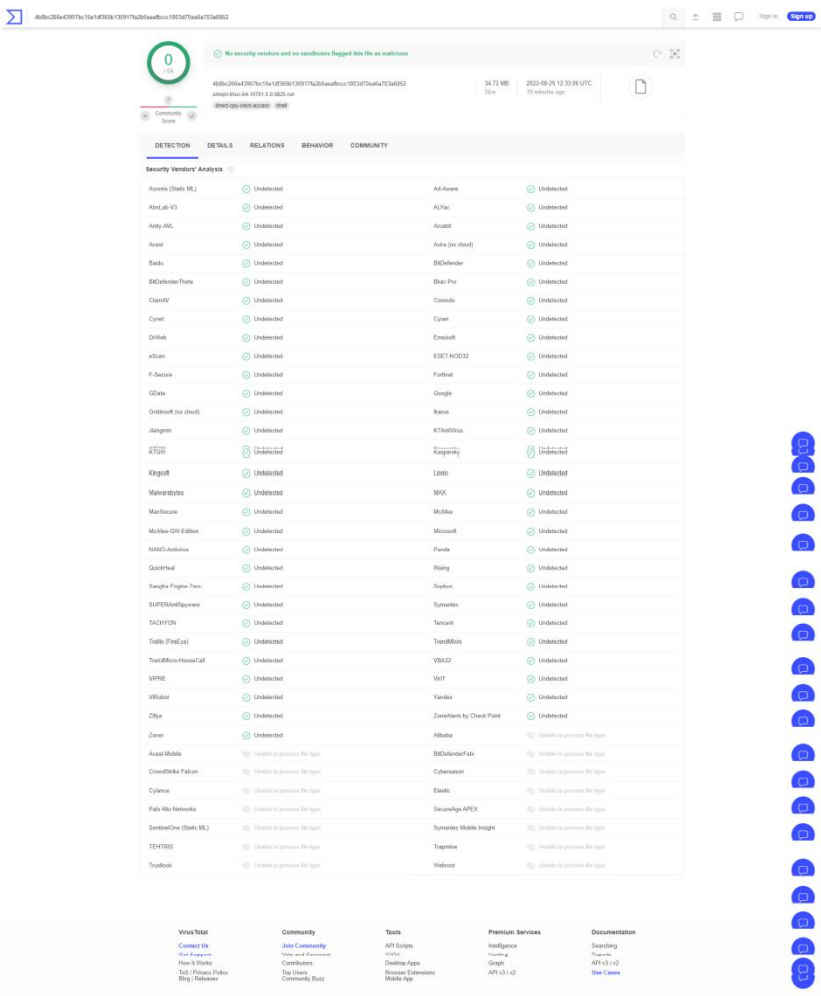 Sign in Sign up
0
/ 59
No security vendors and no sandboxes flagged this file as malicious
34.72 MB
Size
19 minutes ago
direct-cpu-clock-access shell
?
Community
Score
DETECTION DETAILS RELATIONS BEHAVIOR COMMUNITY
Security Vendors' Analysis
Acronis (Static ML) Undetected Ad-Aware Undetected
AhnLab-V3 Undetected ALYac Undetected
Antiy-AVL Undetected Arcabit Undetected
Avast Undetected Avira (no cloud) Undetected
Baidu Undetected BitDefender Undetected
BitDefenderTheta Undetected Bkav Pro Undetected
ClamAV Undetected Comodo Undetected
Cynet Undetected Cyren Undetected
DrWeb Undetected Emsisoft Undetected
eScan Undetected ESET-NOD32 Undetected
F-Secure Undetected Fortinet Undetected
GData Undetected Google Undetected
Gridinsoft (no cloud) Undetected Ikarus Undetected
Jiangmin Undetected K7AntiVirus Undetected
K7GW Undetected Kaspersky Undetected
Kingsoft Undetected Lionic Undetected
Malwarebytes Undetected MAX Undetected
MaxSecure Undetected McAfee Undetected
McAfee-GW-Edition Undetected Microsoft Undetected
NANO-Antivirus Undetected Panda Undetected
QuickHeal Undetected Rising Undetected
Sangfor Engine Zero Undetected Sophos Undetected
SUPERAntiSpyware Undetected Symantec Undetected
TACHYON Undetected Tencent Undetected
Trellix (FireEye) Undetected TrendMicro Undetected
TrendMicro-HouseCall Undetected VBA32 Undetected
VIPRE Undetected VirIT Undetected
ViRobot Undetected Yandex Undetected
Zillya Undetected ZoneAlarm by Check Point Undetected
Zoner Undetected Alibaba Unable to process file type
Avast-Mobile Unable to process file type BitDefenderFalx Unable to process file type
CrowdStrike Falcon Unable to process file type Cybereason Unable to process file type
Cylance Unable to process file type Elastic Unable to process file type
Palo Alto Networks Unable to process file type SecureAge APEX Unable to process file type
SentinelOne (Static ML) Unable to process file type Symantec Mobile Insight Unable to process file type
TEHTRIS Unable to process file type Trapmine Unable to process file type
Trustlook Unable to process file type Webroot Unable to process file type
VirusTotal Community Tools Premium Services Documentation
Contact Us Join Community API Scripts Intelligence Searching
Get Support Vote and Comment YARA Hunting Reports
How It Works Contributors Desktop Apps Graph API v3 | v2
ToS | Privacy Policy Top Users Browser Extensions API v3 | v2 Use Cases
Blog | Releases Community Buzz Mobile App